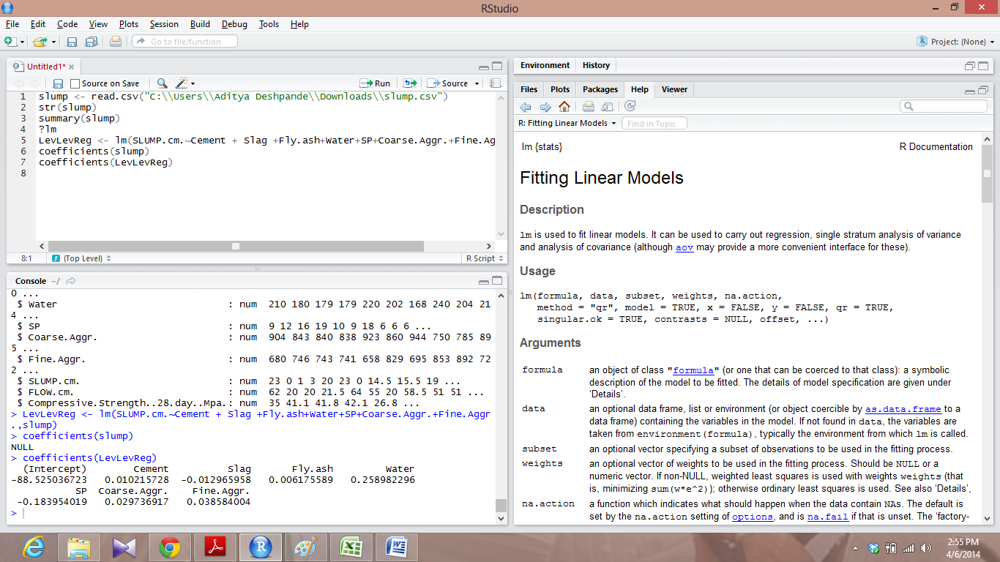 RStudio
File Edit Code View Plots Session Build Debug Tools Help
Go to file/function
Project: (None)
Untitled1*
Source on Save
Run
Source
1 slump <- read.csv("C:\\Users\\Aditya Deshpande\\Downloads\\slump.csv")
2 str(slump)
3 summary(slump)
4 ?lm
5 LevLevReg <- lm(SLUMP.cm.~Cement + Slag +Fly.ash+Water+SP+Coarse.Aggr.+Fine.Ag
6 coefficients(slump)
7 coefficients(LevLevReg)
8
8:1 (Top Level) R Script
Console ~/
0 ...
$ Water : num 210 180 179 179 220 202 168 240 204 21
4 ...
$ SP : num 9 12 16 19 10 9 18 6 6 6 ...
$ Coarse.Aggr. : num 904 843 840 838 923 860 944 750 785 89
5 ...
$ Fine.Aggr. : num 680 746 743 741 658 829 695 853 892 72
2 ...
$ SLUMP.cm. : num 23 0 1 3 20 23 0 14.5 15.5 19 ...
$ FLOW.cm. : num 62 20 20 21.5 64 55 20 58.5 51 51 ...
$ Compressive.Strength..28.day..Mpa.: num 35 41.1 41.8 42.1 26.8 ...
> LevLevReg <- lm(SLUMP.cm.~Cement + Slag +Fly.ash+Water+SP+Coarse.Aggr.+Fine.Aggr
.,slump)
> coefficients(slump)
NULL
> coefficients(LevLevReg)
(Intercept) Cement Slag Fly.ash Water
-88.525036723 0.010215728 -0.012965958 0.006175589 0.258982296
SP Coarse.Aggr. Fine.Aggr.
-0.183954019 0.029736917 0.038584004
>
Environment History
Files Plots Packages Help Viewer
R: Fitting Linear Models Find in Topic
lm {stats} R Documentation
Fitting Linear Models
Description
lm is used to fit linear models. It can be used to carry out regression, single stratum analysis of variance
and analysis of covariance (although aov may provide a more convenient interface for these).
Usage
lm(formula, data, subset, weights, na.action,
method = "qr", model = TRUE, x = FALSE, y = FALSE, qr = TRUE,
singular.ok = TRUE, contrasts = NULL, offset, ...)
Arguments
formula an object of class "formula" (or one that can be coerced to that class): a symbolic
description of the model to be fitted. The details of model specification are given under
‘Details’.
data an optional data frame, list or environment (or object coercible by as.data.frame to a
data frame) containing the variables in the model. If not found in data, the variables are
taken from environment(formula), typically the environment from which lm is called.
subset an optional vector specifying a subset of observations to be used in the fitting process.
weights an optional vector of weights to be used in the fitting process. Should be NULL or a
numeric vector. If non-NULL, weighted least squares is used with weights weights (that
is, minimizing sum(w*e^2)); otherwise ordinary least squares is used. See also ‘Details’,
na.action a function which indicates what should happen when the data contain NAs. The default is
set by the na.action setting of options, and is na.fail if that is unset. The ‘factory-
2:55 PM
4/6/2014